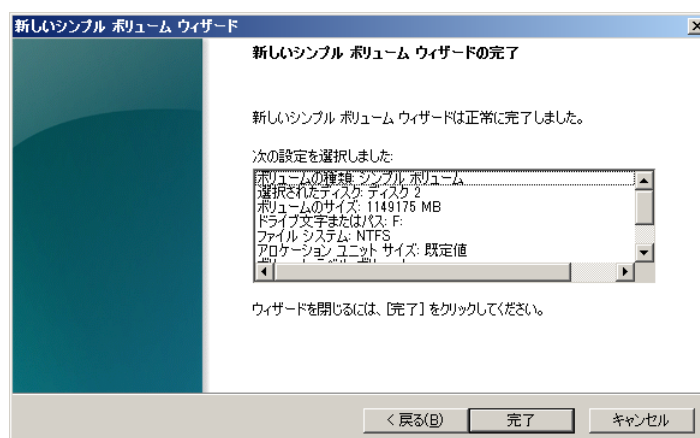 新しいシンプル ボリューム ウィザード
新しいシンプル ボリューム ウィザードの完了
新しいシンプル ボリューム ウィザードは正常に完了しました。
次の設定を選択しました:
ボリュームの種類: シンプル ボリューム
選択されたディスク: ディスク 2
ボリュームのサイズ: 1149175 MB
ドライブ文字またはパス: F:
ファイル システム: NTFS
アロケーション ユニット サイズ: 既定値
ウィザードを閉じるには、[完了] をクリックしてください。
< 戻る(B)
完了
キャンセル